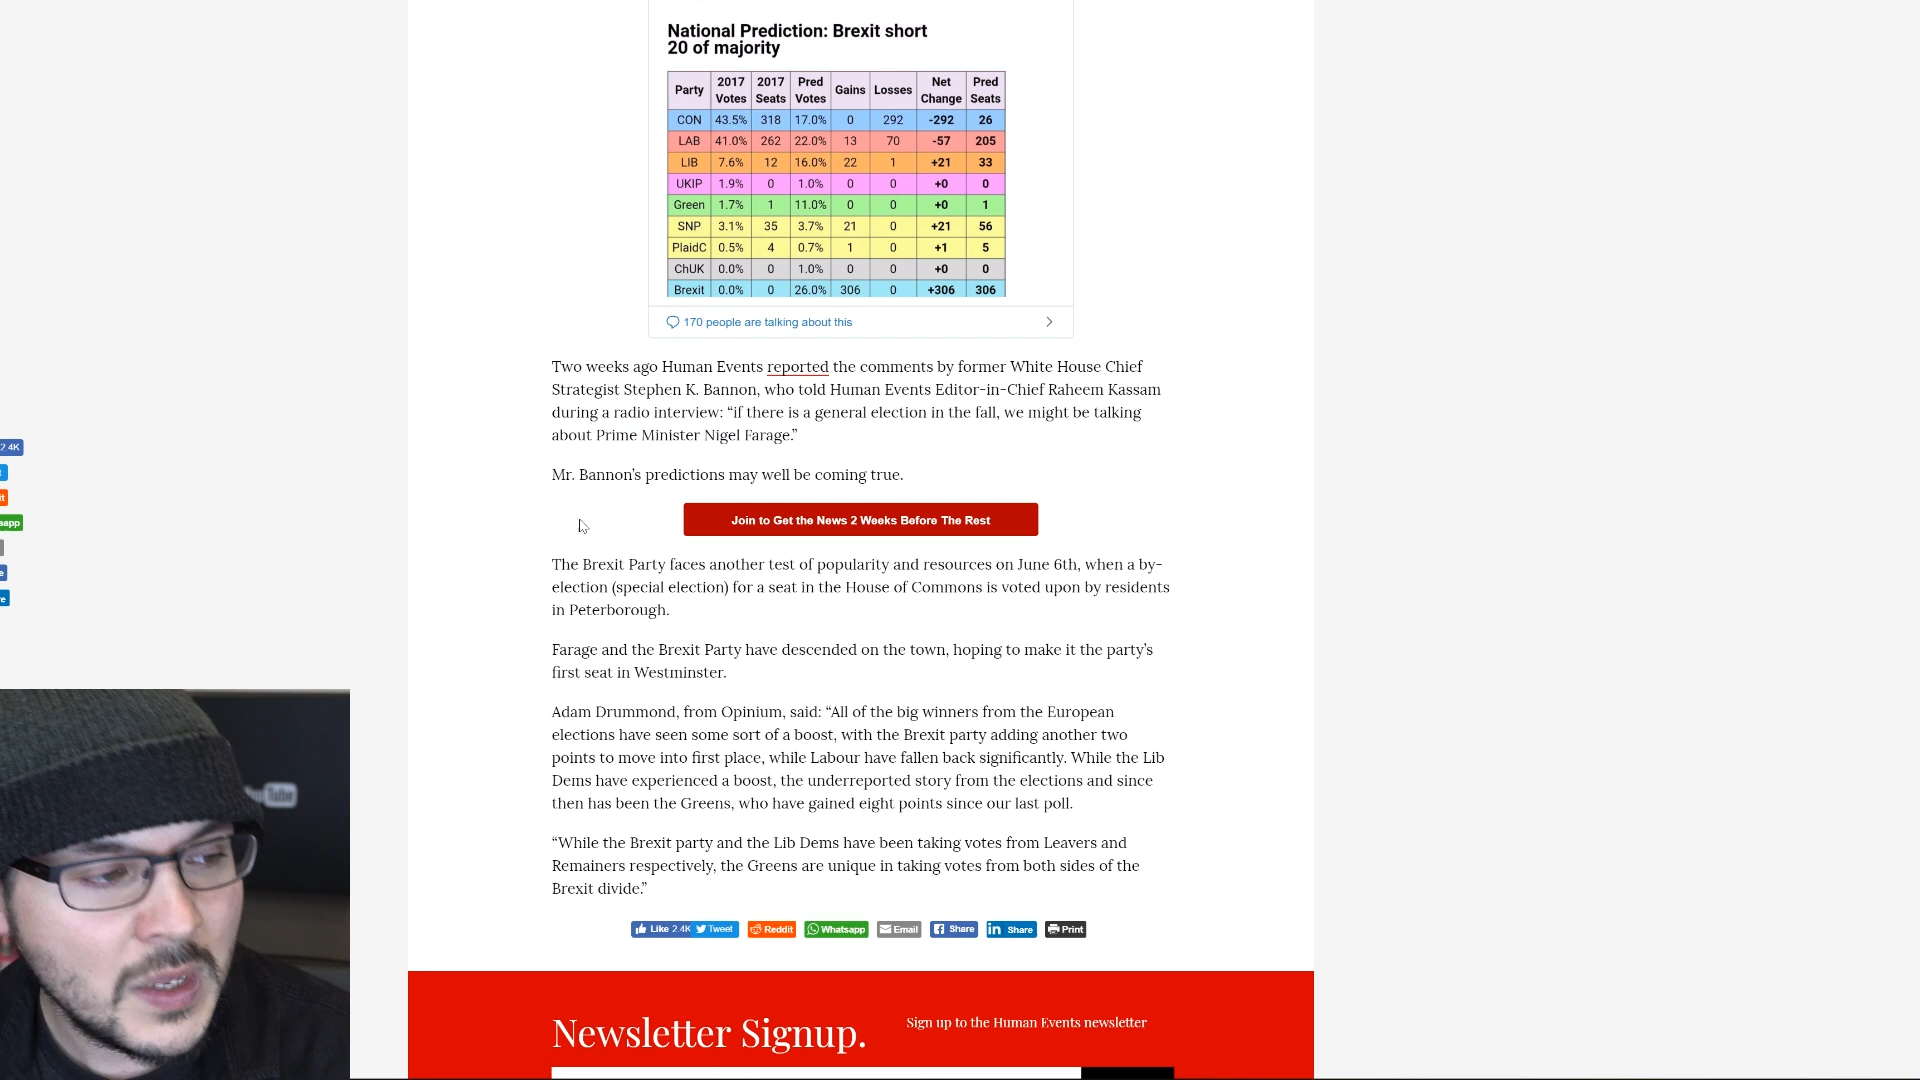 National Prediction: Brexit short
20 of majority
Party 2017 Votes 2017 Seats Pred Votes Gains Losses Net Change Pred Seats
CON 43.5% 318 17.0% 0 292 -292 26
LAB 41.0% 262 22.0% 13 70 -57 205
LIB 7.6% 12 16.0% 22 1 +21 33
UKIP 1.9% 0 1.0% 0 0 +0 0
Green 1.7% 1 11.0% 0 0 +0 1
SNP 3.1% 35 3.7% 21 0 +21 56
PlaidC 0.5% 4 0.7% 1 0 +1 5
ChUK 0.0% 0 1.0% 0 0 +0 0
Brexit 0.0% 0 26.0% 306 0 +306 306
170 people are talking about this
Two weeks ago Human Events reported the comments by former White House Chief
Strategist Stephen K. Bannon, who told Human Events Editor-in-Chief Raheem Kassam
during a radio interview: “if there is a general election in the fall, we might be talking
about Prime Minister Nigel Farage.”
2.4K
Mr. Bannon’s predictions may well be coming true.
Join to Get the News 2 Weeks Before The Rest
The Brexit Party faces another test of popularity and resources on June 6th, when a by-
election (special election) for a seat in the House of Commons is voted upon by residents
in Peterborough.
Farage and the Brexit Party have descended on the town, hoping to make it the party’s
first seat in Westminster.
Adam Drummond, from Opinium, said: “All of the big winners from the European
elections have seen some sort of a boost, with the Brexit party adding another two
points to move into first place, while Labour have fallen back significantly. While the Lib
Dems have experienced a boost, the underreported story from the elections and since
then has been the Greens, who have gained eight points since our last poll.
“While the Brexit party and the Lib Dems have been taking votes from Leavers and
Remainers respectively, the Greens are unique in taking votes from both sides of the
Brexit divide.”
Like 2.4K Tweet Reddit Whatsapp Email Share Share Print
Newsletter Signup.
Sign up to the Human Events newsletter